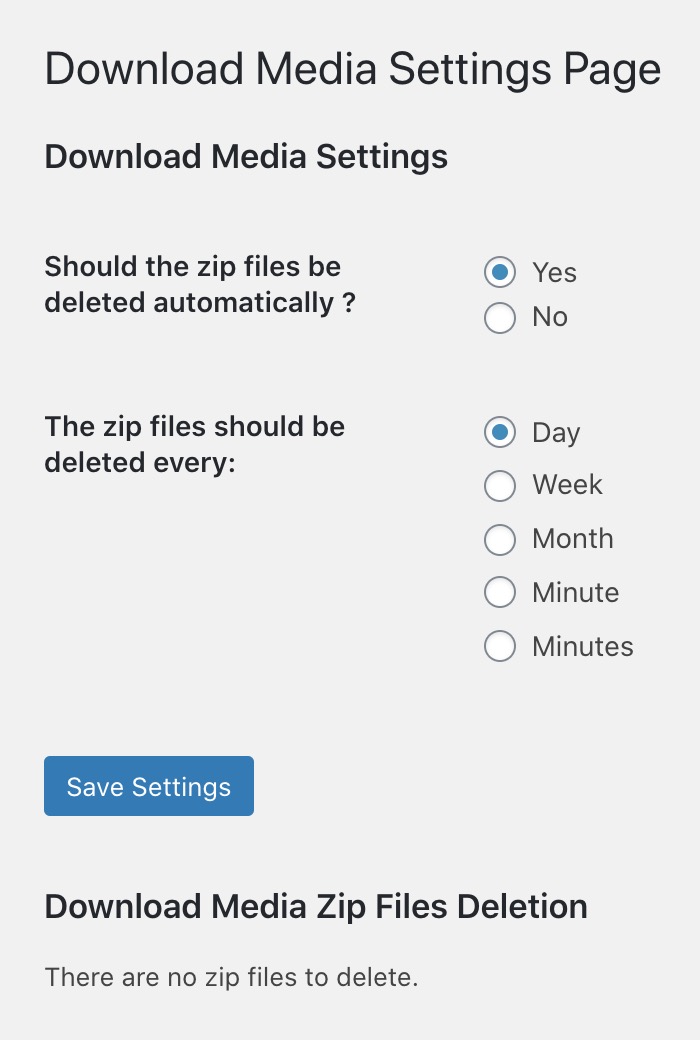 Download Media Settings Page
Download Media Settings
Should the zip files be
deleted automatically ?
Yes
No
The zip files should be
deleted every:
Day
Week
Month
Minute
Minutes
Save Settings
Download Media Zip Files Deletion
There are no zip files to delete.